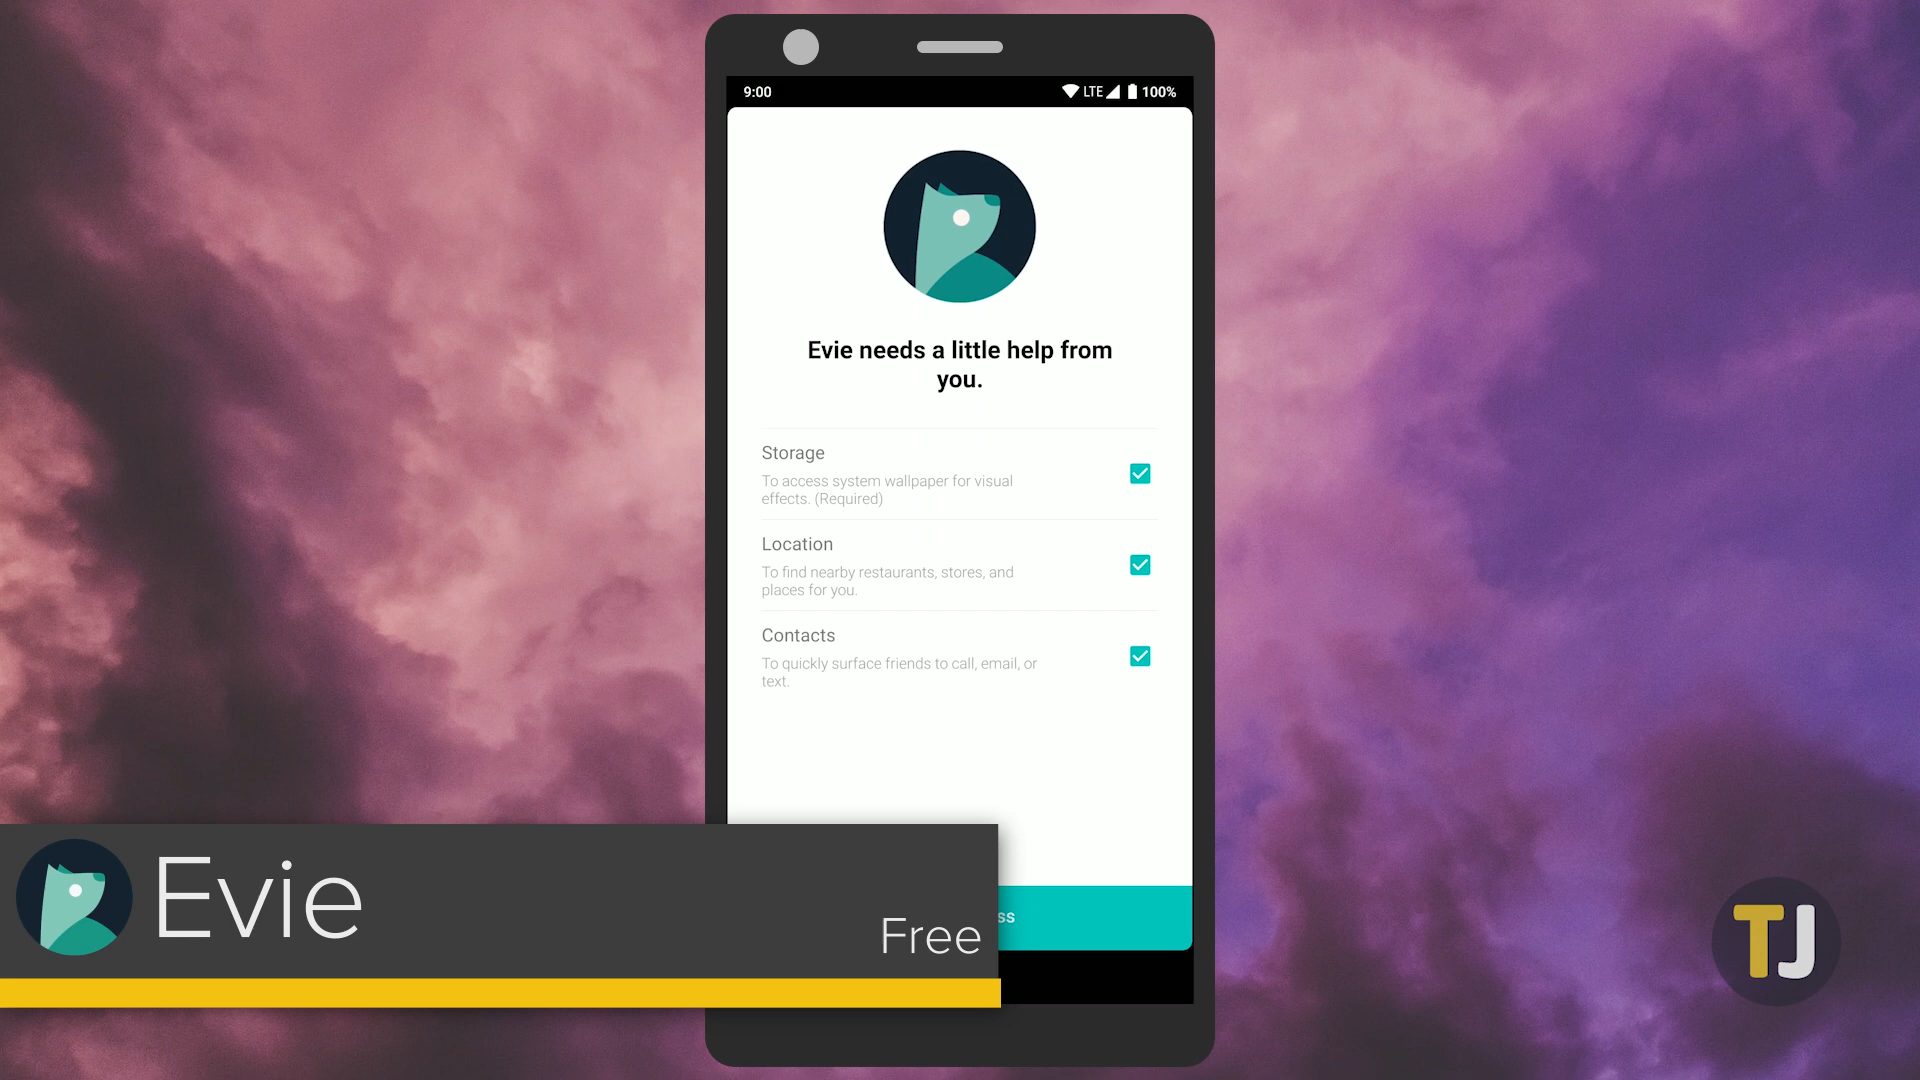 9:00
LTE
100%
Evie needs a little help from
you.
Storage
To access system wallpaper for visual
effects. (Required)
Location
To find nearby restaurants, stores, and
places for you.
Contacts
To quickly surface friends to call, email, or
text.
ss
Evie
Free
TJ